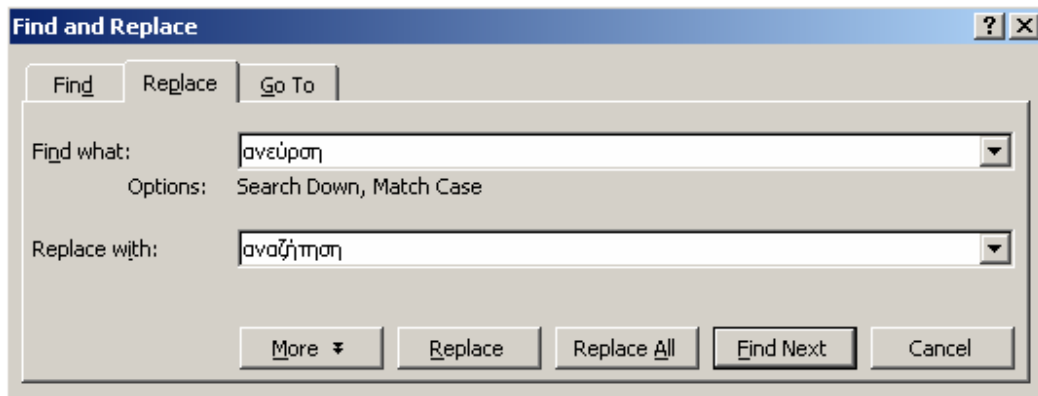 Find and Replace
Find Replace Go To
Find what: ανεύρση
Options: Search Down, Match Case
Replace with: αναζήτηση
More Replace Replace All Find Next Cancel